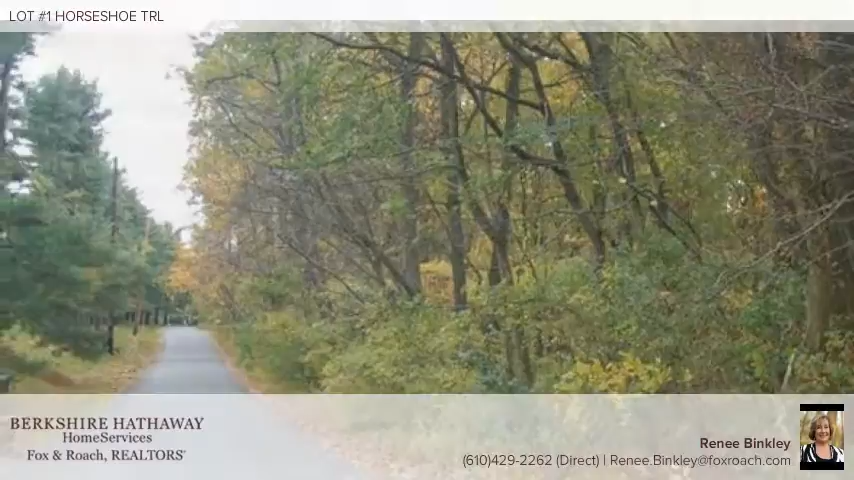 LOT #1 HORSESHOE TRL
BERKSHIRE HATHAWAY
HomeServices
Fox & Roach, REALTORS®
Renee Binkley
(610)429-2262 (Direct) | Renee.Binkley@foxroach.com